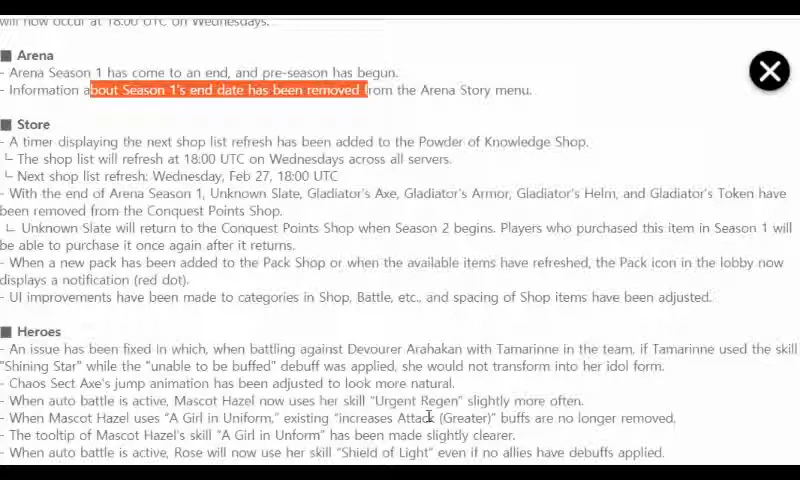 will now occur at 18:00 UTC on Wednesdays.
■ Arena
- Arena Season 1 has come to an end, and pre-season has begun.
- Information about Season 1's end date has been removed from the Arena Story menu.
■ Store
- A timer displaying the next shop list refresh has been added to the Powder of Knowledge Shop.
└ The shop list will refresh at 18:00 UTC on Wednesdays across all servers.
└ Next shop list refresh: Wednesday, Feb 27, 18:00 UTC
- With the end of Arena Season 1, Unknown Slate, Gladiator's Axe, Gladiator's Armor, Gladiator's Helm, and Gladiator's Token have
been removed from the Conquest Points Shop.
└ Unknown Slate will return to the Conquest Points Shop when Season 2 begins. Players who purchased this item in Season 1 will
be able to purchase it once again after it returns.
- When a new pack has been added to the Pack Shop or when the available items have refreshed, the Pack icon in the lobby now
displays a notification (red dot).
- UI improvements have been made to categories in Shop, Battle, etc., and spacing of Shop items have been adjusted.
■ Heroes
- An issue has been fixed in which, when battling against Devourer Arahakan with Tamarinne in the team, if Tamarinne used the skill
"Shining Star" while the "unable to be buffed" debuff was applied, she would not transform into her idol form.
- Chaos Sect Axe's jump animation has been adjusted to look more natural.
- When auto battle is active, Mascot Hazel now uses her skill "Urgent Regen" slightly more often.
- When Mascot Hazel uses "A Girl in Uniform," existing "increases Attack (Greater)" buffs are no longer removed.
- The tooltip of Mascot Hazel's skill "A Girl in Unform" has been made slightly clearer.
- When auto battle is active, Rose will now use her skill "Shield of Light" even if no allies have debuffs applied.